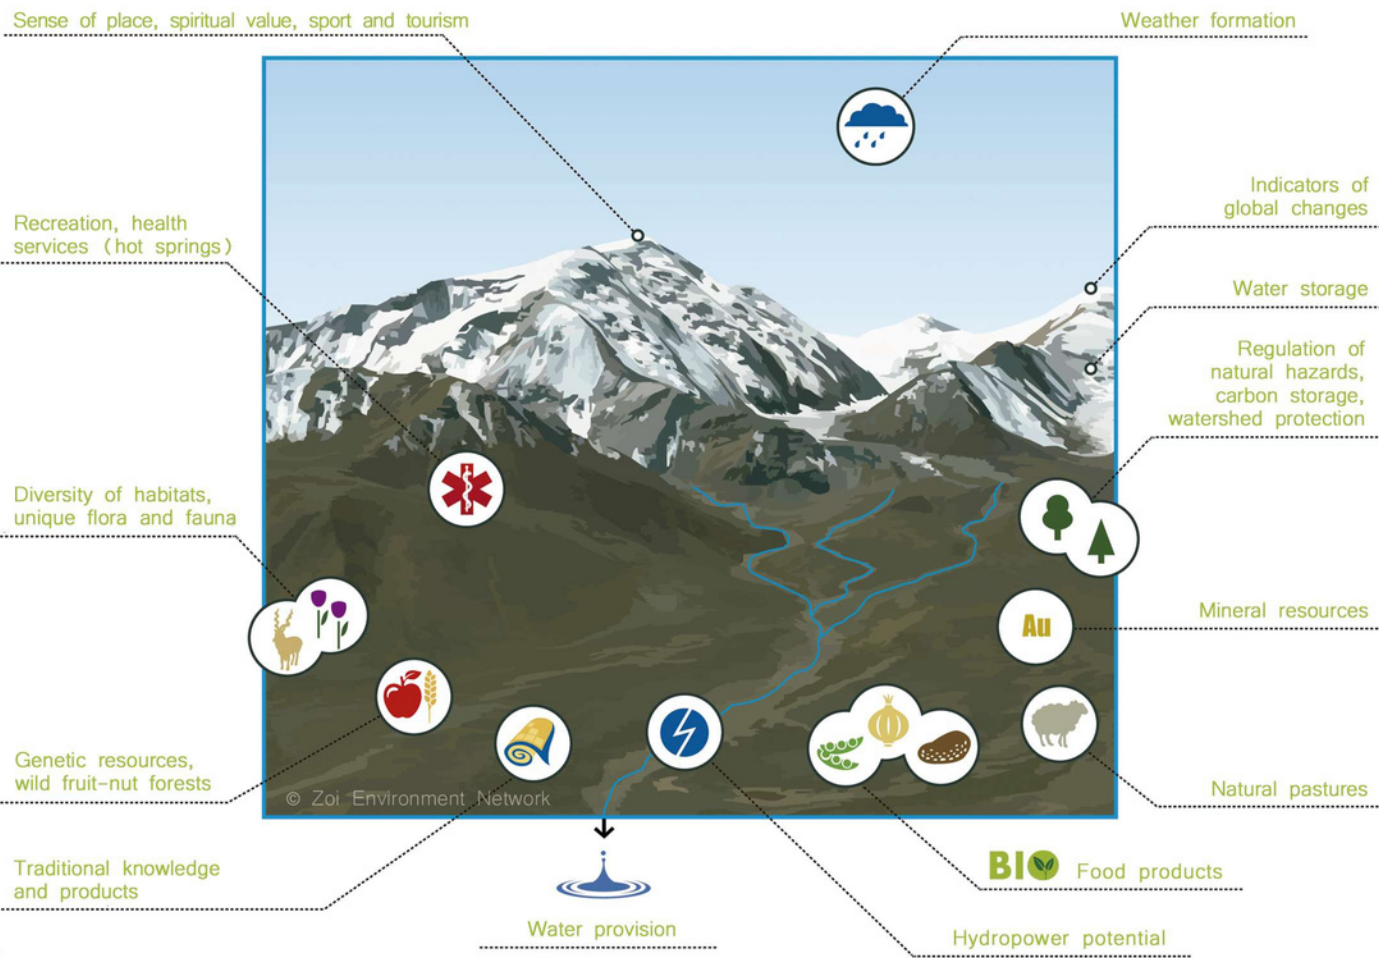 Sense of place, spiritual value, sport and tourism
Weather formation
Indicators of
global changes
Recreation, health
services (hot springs)
Water storage
Regulation of
natural hazards,
carbon storage,
watershed protection
Diversity of habitats,
unique flora and fauna
Mineral resources
Au
Genetic resources,
wild fruit-nut forests
© Zoi Environment Network
Natural pastures
Traditional knowledge
and products
BIO Food products
Water provision
Hydropower potential